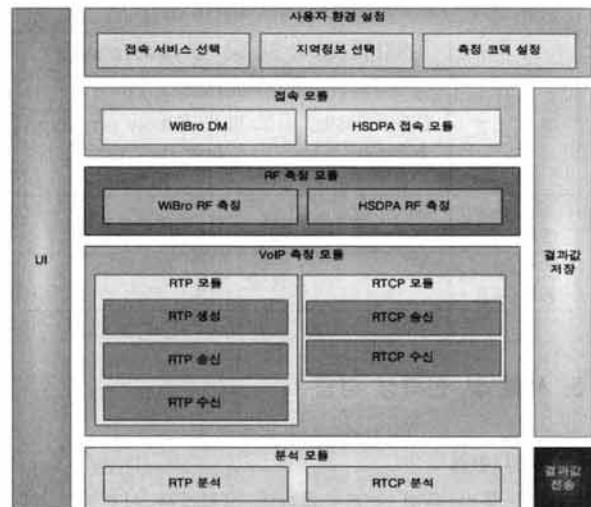 사용자 환경 설정
접속 서비스 선택
지역정보 선택
측정 코덱 설정
접속 모듈
WiBro DM
HSDPA 접속 모듈
RF 측정 모듈
WiBro RF 측정
HSDPA RF 측정
UI
VoIP 측정 모듈
RTP 모듈
RTP 생성
RTP 송신
RTP 수신
RTCP 모듈
RTCP 송신
RTCP 수신
결과값
저장
분석 모듈
RTP 분석
RTCP 분석
결과값
전송